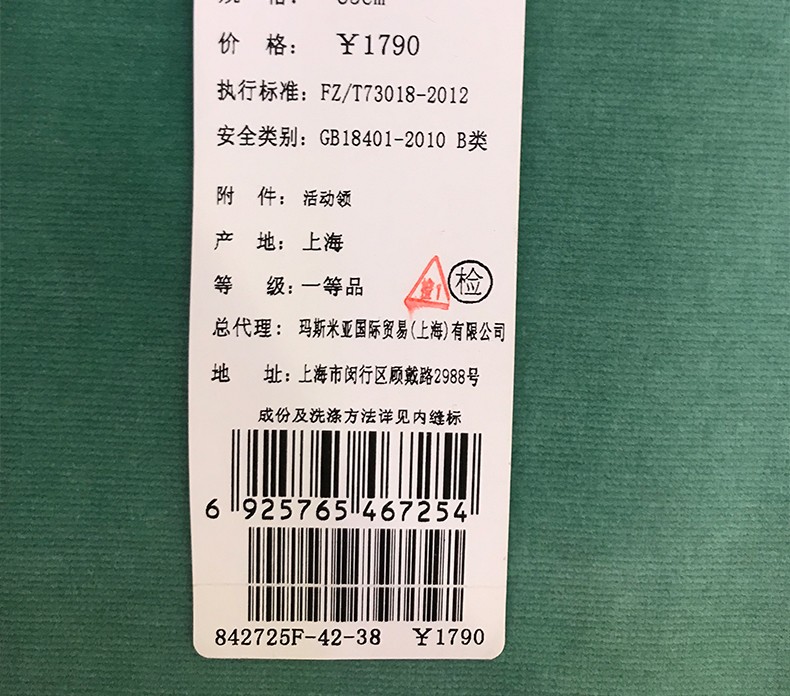 价 格: ￥1790
执行标准: FZ/T73018-2012
安全类别: GB18401-2010 B类
附 件: 活动领
产 地: 上海
等 级: 一等品 检
总代理: 玛斯米亚国际贸易(上海)有限公司
地 址: 上海市闵行区顾戴路2988号
成份及洗涤方法详见内缝标
6 925765 467254
842725F-42-38 ￥1790